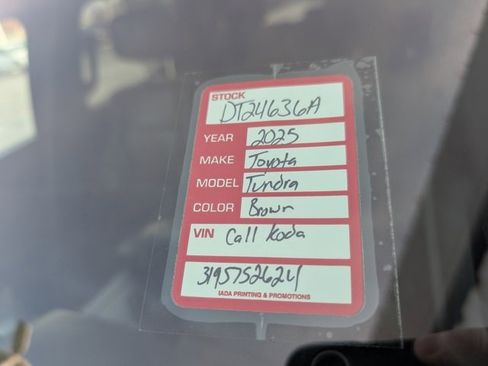 STOCK
DT24636A
YEAR 2025
MAKE Toyota
MODEL Tundra
COLOR Brown
VIN Call Koda
3195752624
IADA PRINTING & PROMOTIONS